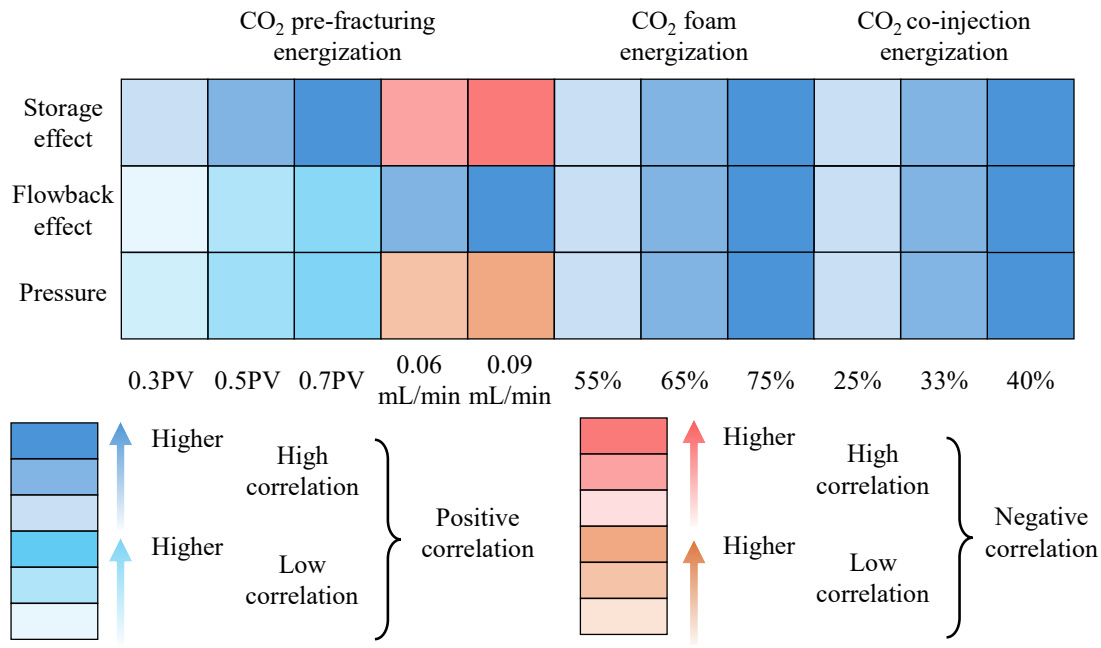 CO₂ pre-fracturing
energization
CO₂ foam
energization
CO₂ co-injection
energization
Storage
effect
Flowback
effect
Pressure
0.3PV
0.5PV
0.7PV
0.06
mL/min
0.09
mL/min
55%
65%
75%
25%
33%
40%
Higher
High
correlation
Higher
Low
correlation
Positive
correlation
Higher
High
correlation
Higher
Low
correlation
Negative
correlation